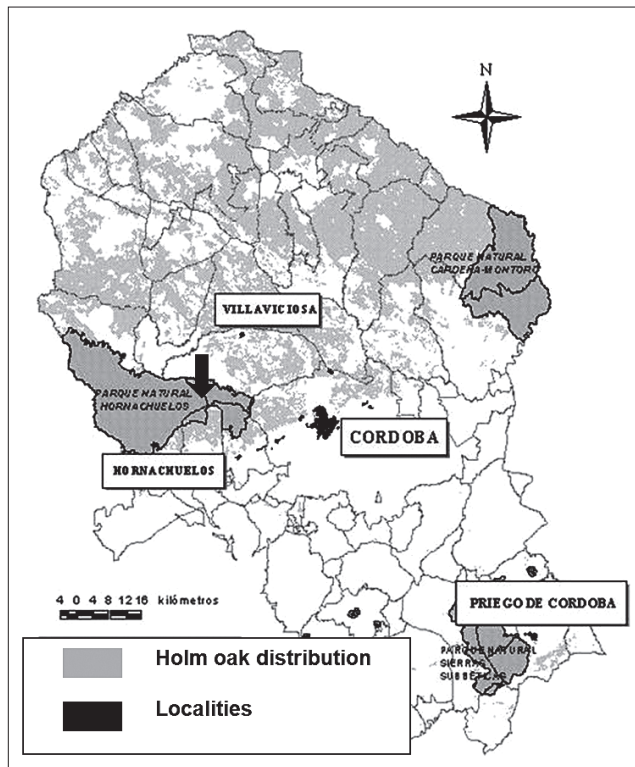 N
PARQUE NATURAL
CARDEÑA-MONTORO
VILLAVICIOSA
PARQUE NATURAL
HORNACHUELOS
CORDOBA
HORNACHUELOS
4 0 4 8 12 16 kilómetros
PRIEGO DE CORDOBA
PARQUE NATURAL
SIERRAS
SUBBÉTICAS
Holm oak distribution
Localities